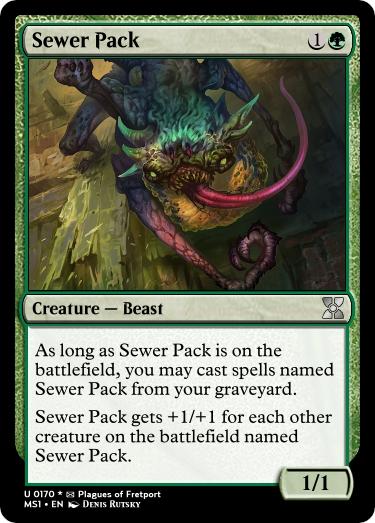 Sewer Pack 1
Creature — Beast
As long as Sewer Pack is on the
battlefield, you may cast spells named
Sewer Pack from your graveyard.
Sewer Pack gets +1/+1 for each other
creature on the battlefield named
Sewer Pack.
1/1
U 0170 * Plagues of Fretport
MS1 • EN Denis Rutsky